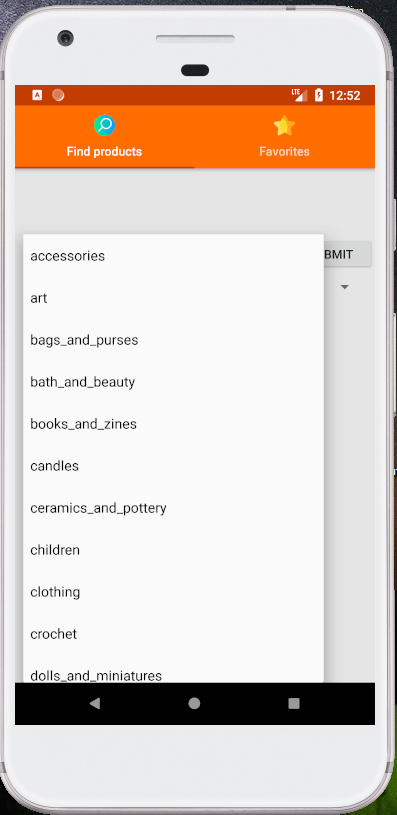 LTE 12:52
Find products Favorites
BMIT
accessories
art
bags_and_purses
bath_and_beauty
books_and_zines
candles
ceramics_and_pottery
children
clothing
crochet
dolls_and_miniatures